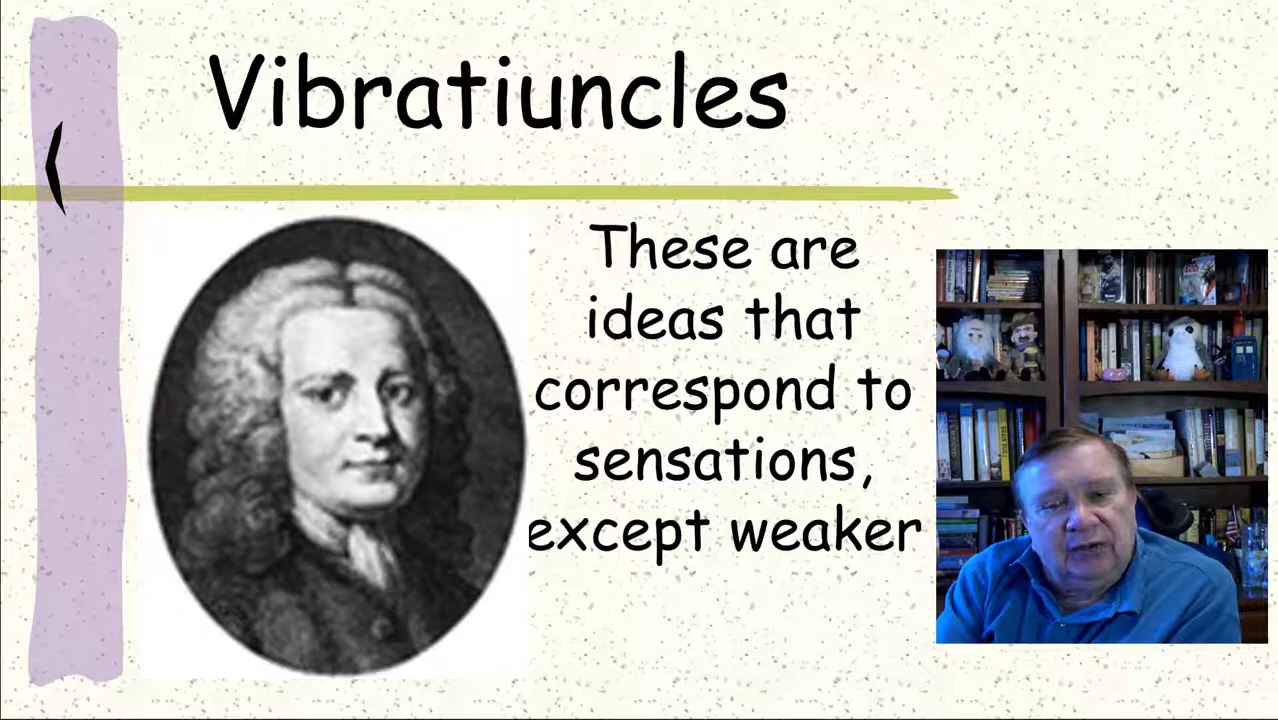 Vibratiuncles
These are
ideas that
correspond to
sensations,
except weaker